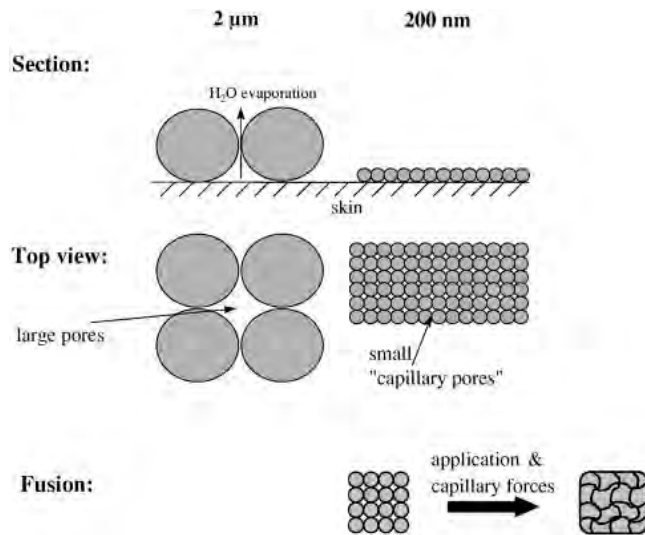 2 µm
200 nm
Section:
H₂O evaporation
skin
Top view:
large pores
small
"capillary pores"
Fusion:
application &
capillary forces